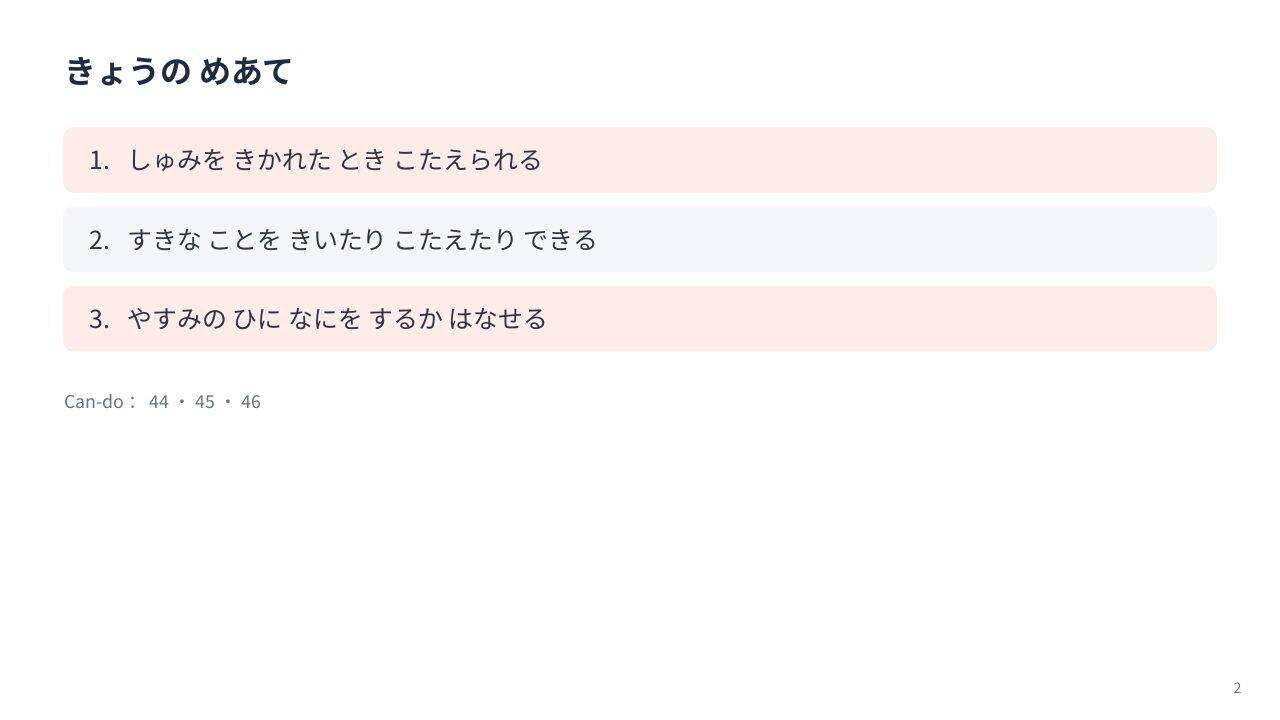 きょうの めあて
1. しゅみを きかれた とき こたえられる
2. すきな ことを きいたり こたえたり できる
3. やすみの ひに なにを するか はなせる
Can-do： 44 ・ 45 ・ 46
2